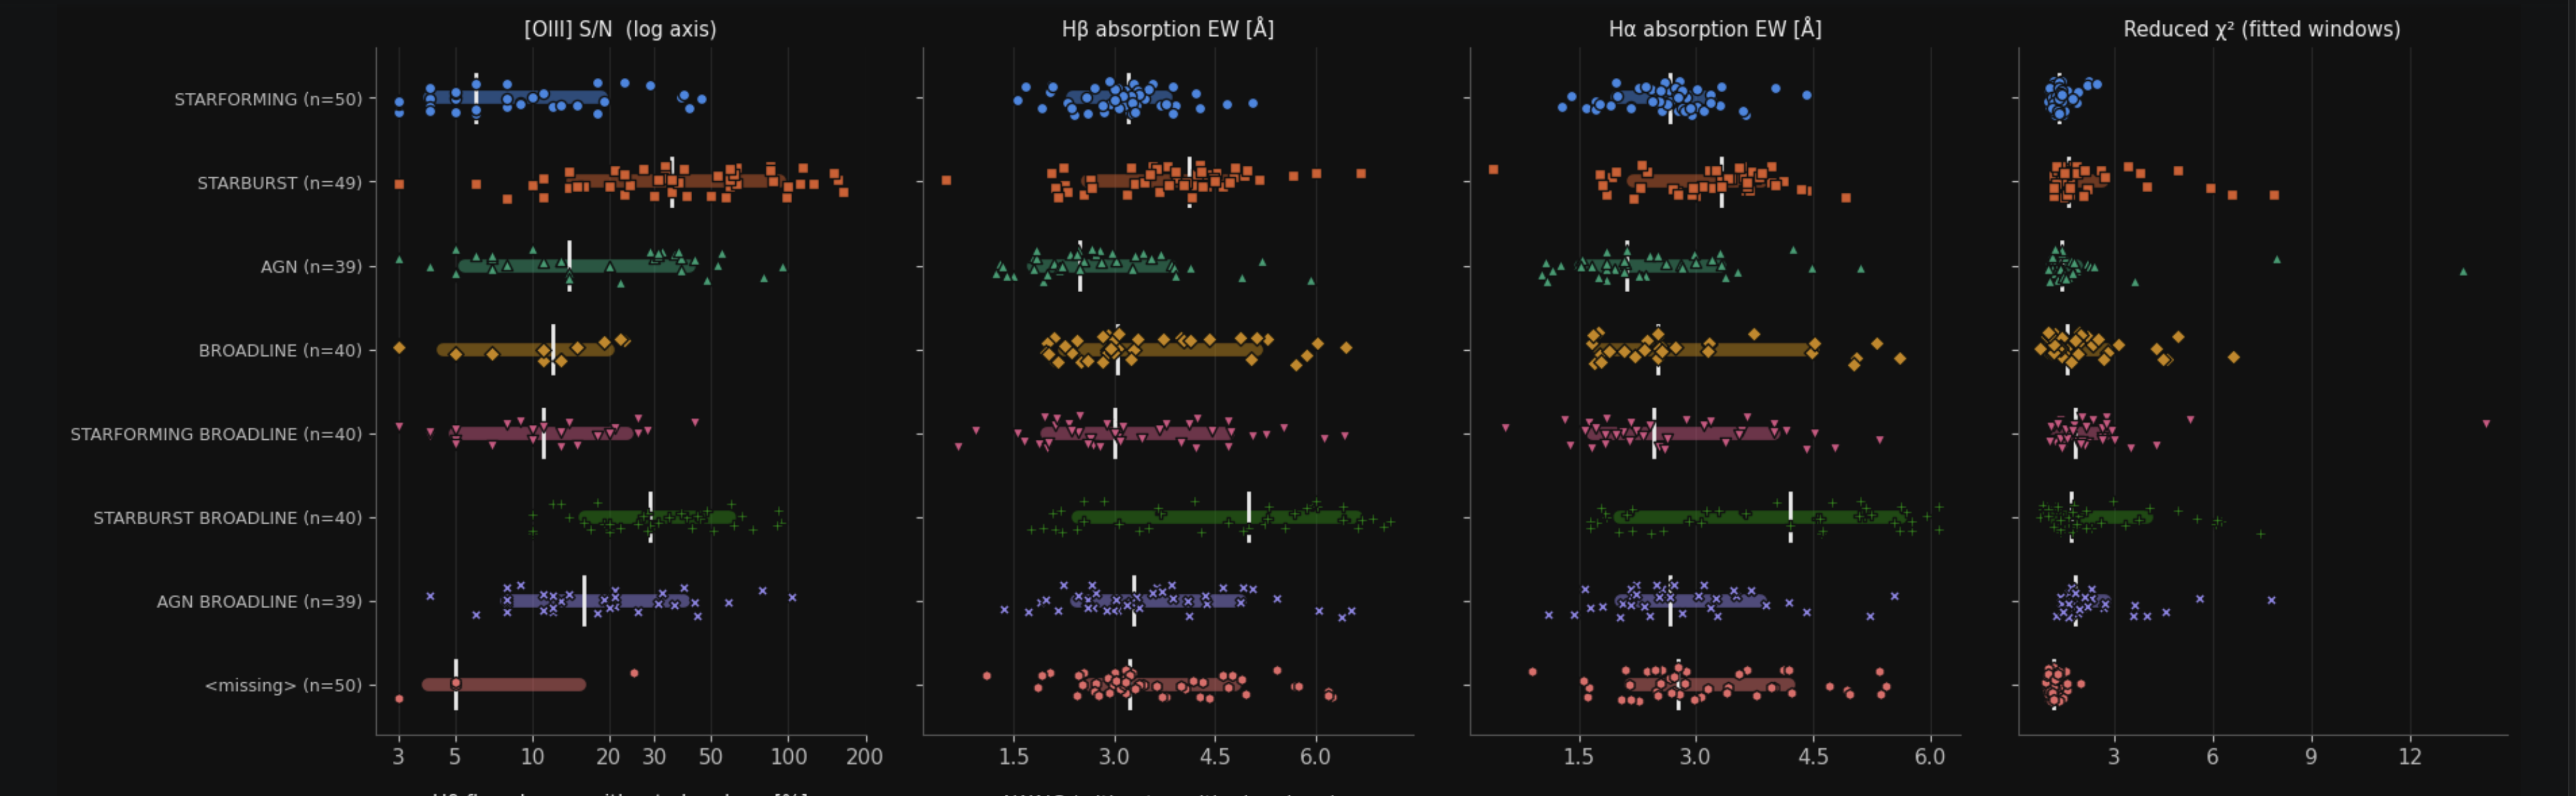 [OIII] S/N  (log axis)
Hβ absorption EW [Å]
Hα absorption EW [Å]
Reduced χ² (fitted windows)
STARFORMING (n=50)
STARBURST (n=49)
AGN (n=39)
BROADLINE (n=40)
STARFORMING BROADLINE (n=40)
STARBURST BROADLINE (n=40)
AGN BROADLINE (n=39)
<missing> (n=50)
3 5 10 20 30 50 100 200
1.5 3.0 4.5 6.0
1.5 3.0 4.5 6.0
3 6 9 12